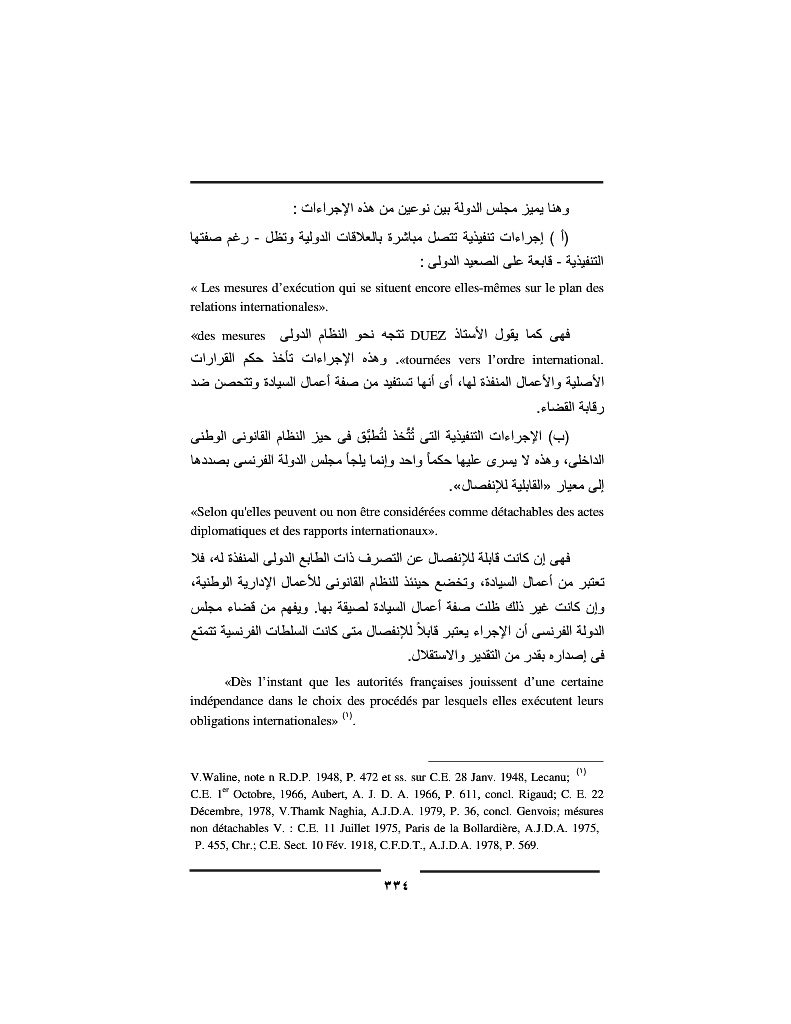 وهنا يميز مجلس الدولة بين نوعين من هذه الإجراءات :
(أ ) إجراءات تنفيذية تتصل مباشرة بالعلاقات الدولية وتظل - رغم صفتها
التنفيذية - قابعة على الصعيد الدولى :
« Les mesures d’exécution qui se situent encore elles-mêmes sur le plan des
relations internationales».
فهى كما يقول الأستاذ DUEZ تتجه نحو النظام الدولى «des mesures
tournées vers l’ordre international.». وهذه الإجراءات تأخذ حكم القرارات
الأصلية والأعمال المنفذة لها، أى أنها تستفيد من صفة أعمال السيادة وتتحصن ضد
رقابة القضاء.
(ب) الإجراءات التنفيذية التى تُتَّخذ لتُطبَّق فى حيز النظام القانونى الوطنى
الداخلى، وهذه لا يسرى عليها حكماً واحد وإنما يلجأ مجلس الدولة الفرنسى بصددها
إلى معيار «القابلية للإنفصال».
«Selon qu'elles peuvent ou non être considérées comme détachables des actes
diplomatiques et des rapports internationaux».
فهى إن كانت قابلة للإنفصال عن التصرف ذات الطابع الدولى المنفذة له، فلا
تعتبر من أعمال السيادة، وتخضع حينئذ للنظام القانونى للأعمال الإدارية الوطنية،
وإن كانت غير ذلك ظلت صفة أعمال السيادة لصيقة بها. ويفهم من قضاء مجلس
الدولة الفرنسى أن الإجراء يعتبر قابلاً للإنفصال متى كانت السلطات الفرنسية تتمتع
فى إصداره بقدر من التقدير والاستقلال.
«Dès l’instant que les autorités françaises jouissent d’une certaine
indépendance dans le choix des procédés par lesquels elles exécutent leurs
obligations internationales» (١).
V.Waline, note n R.D.P. 1948, P. 472 et ss. sur C.E. 28 Janv. 1948, Lecanu; (١)
C.E. 1er Octobre, 1966, Aubert, A. J. D. A. 1966, P. 611, concl. Rigaud; C. E. 22
Décembre, 1978, V.Thamk Naghia, A.J.D.A. 1979, P. 36, concl. Genvois; mésures
non détachables V. : C.E. 11 Juillet 1975, Paris de la Bollardière, A.J.D.A. 1975,
P. 455, Chr.; C.E. Sect. 10 Fév. 1918, C.F.D.T., A.J.D.A. 1978, P. 569.
٣٣٤